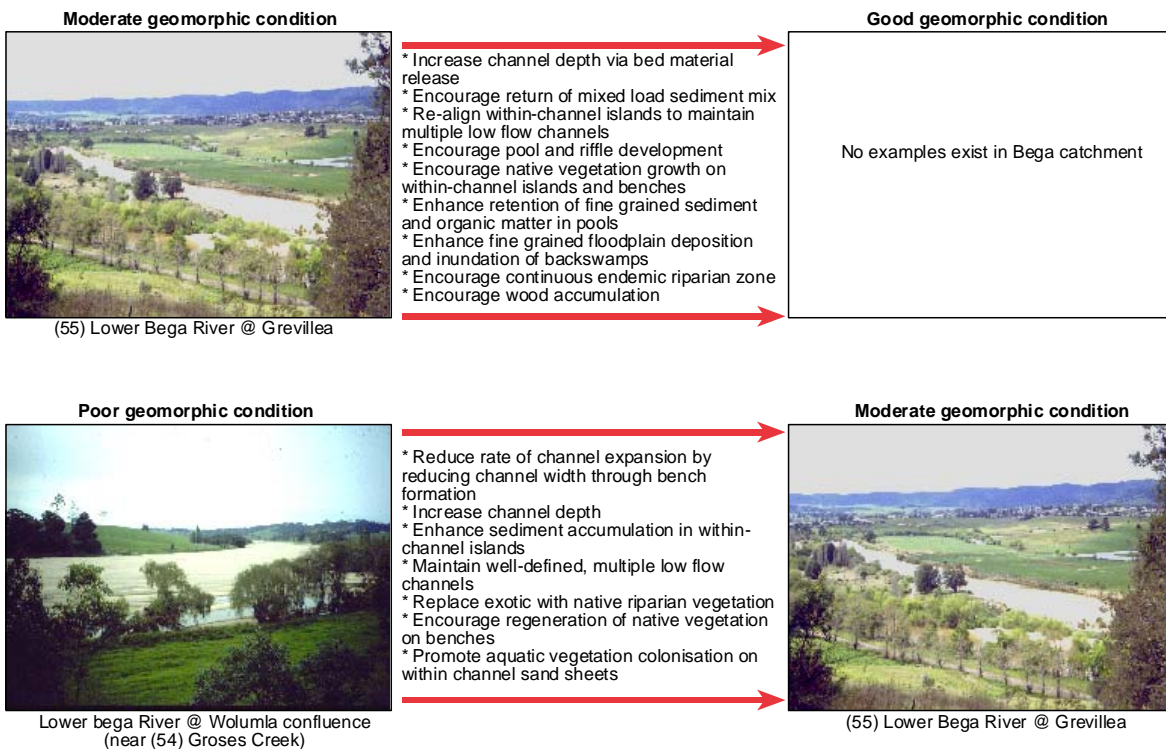 Moderate geomorphic condition
Good geomorphic condition
* Increase channel depth via bed material
release
* Encourage return of mixed load sediment mix
* Re-align within-channel islands to maintain
multiple low flow channels
* Encourage pool and riffle development
* Encourage native vegetation growth on
within-channel islands and benches
* Enhance retention of fine grained sediment
and organic matter in pools
* Enhance fine grained floodplain deposition
and inundation of backswamps
* Encourage continuous endemic riparian zone
* Encourage wood accumulation
No examples exist in Bega catchment
(55) Lower Bega River @ Grevillea
Poor geomorphic condition
Moderate geomorphic condition
* Reduce rate of channel expansion by
reducing channel width through bench
formation
* Increase channel depth
* Enhance sediment accumulation in within-
channel islands
* Maintain well-defined, multiple low flow
channels
* Replace exotic with native riparian vegetation
* Encourage regeneration of native vegetation
on benches
* Promote aquatic vegetation colonisation on
within channel sand sheets
Lower bega River @ Wolumla confluence
(near (54) Groses Creek)
(55) Lower Bega River @ Grevillea